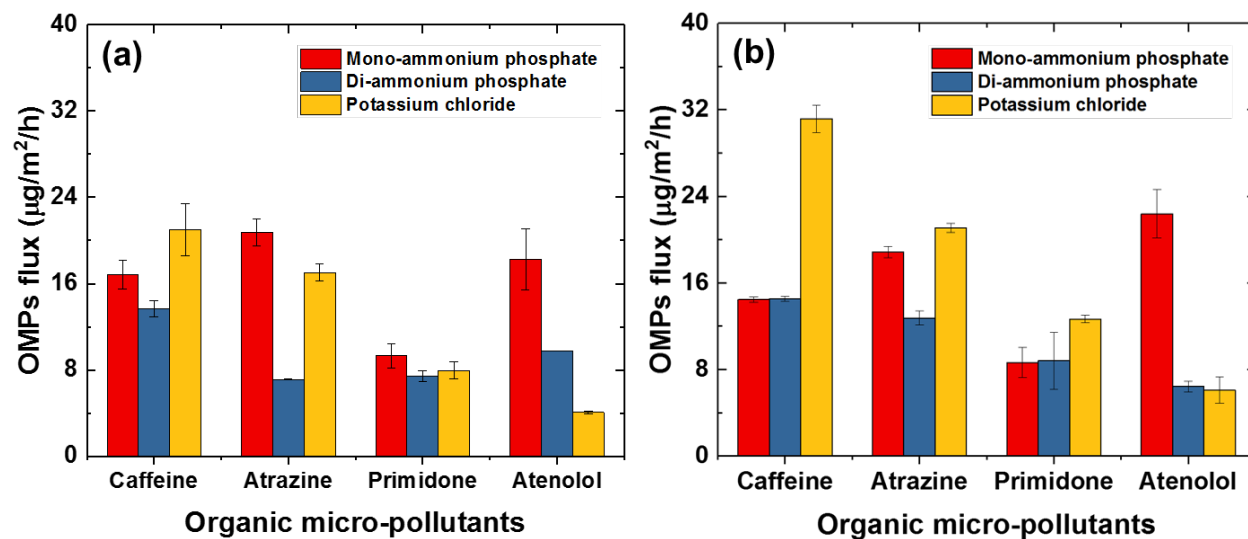 (a)
Mono-ammonium phosphate
Di-ammonium phosphate
Potassium chloride
OMPs flux (μg/m²/h)
40
32
24
16
8
0
Caffeine Atrazine Primidone Atenolol
Organic micro-pollutants
(b)
Mono-ammonium phosphate
Di-ammonium phosphate
Potassium chloride
OMPs flux (μg/m²/h)
40
32
24
16
8
0
Caffeine Atrazine Primidone Atenolol
Organic micro-pollutants